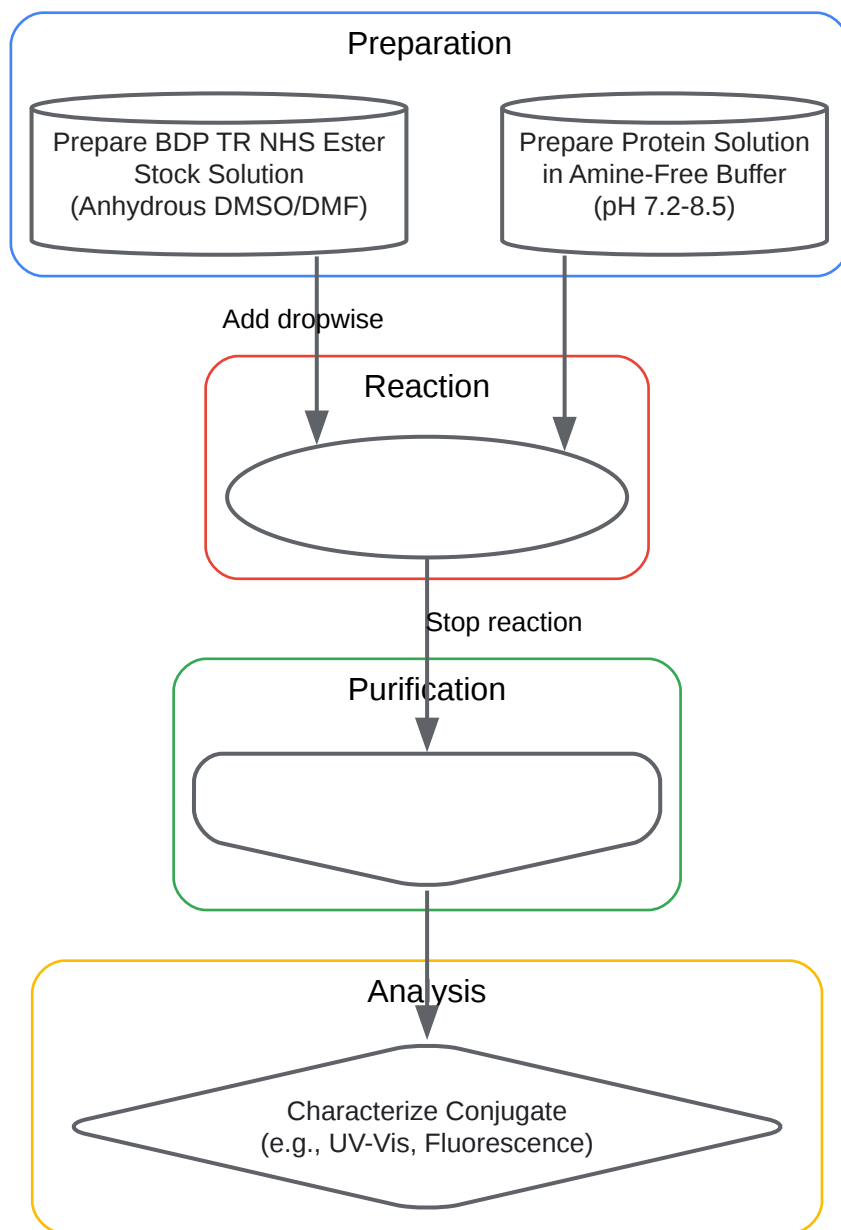 Preparation
Prepare BDP TR NHS Ester
Stock Solution
(Anhydrous DMSO/DMF)
Prepare Protein Solution
in Amine-Free Buffer
(pH 7.2-8.5)
Add dropwise
Reaction
Stop reaction
Purification
Analysis
Characterize Conjugate
(e.g., UV-Vis, Fluorescence)